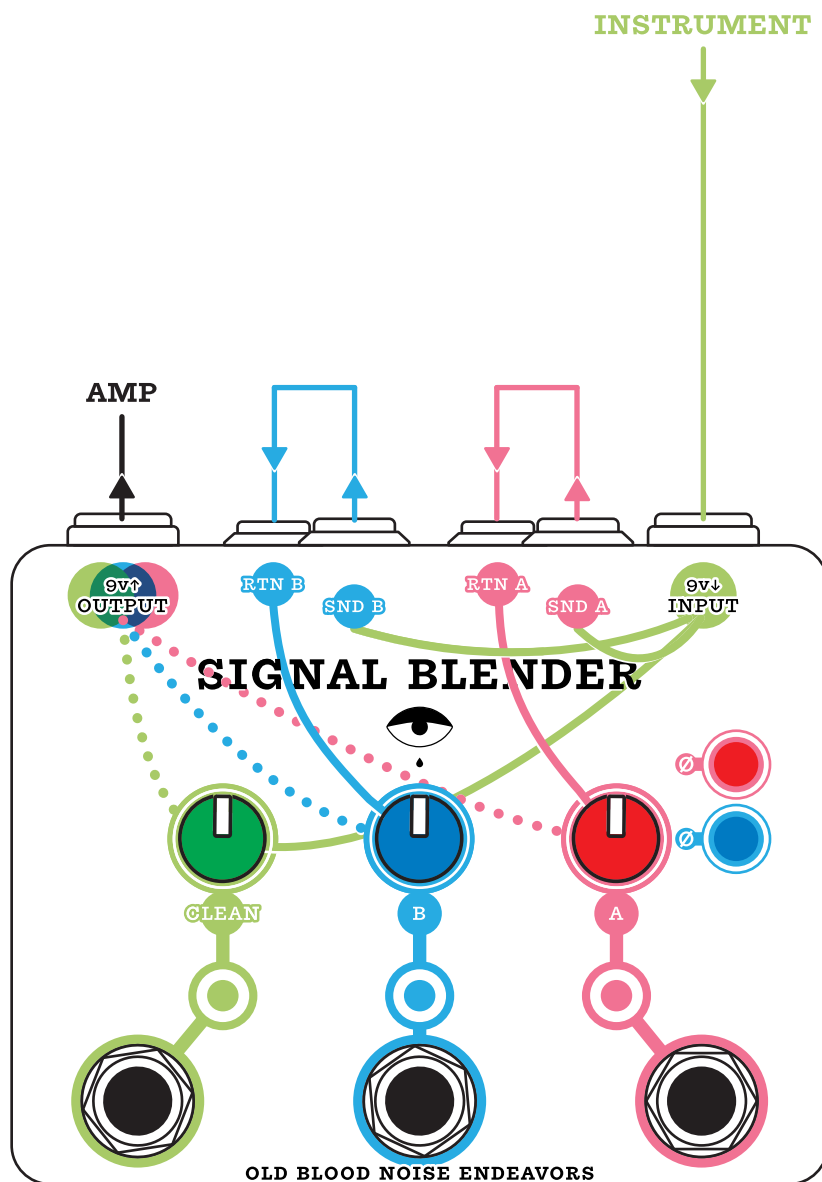 INSTRUMENT
AMP
9v↑
OUTPUT
RTN B
SND B
RTN A
SND A
9v↓
INPUT
SIGNAL BLENDER
Ø
Ø
CLEAN
B
A
OLD BLOOD NOISE ENDEAVORS